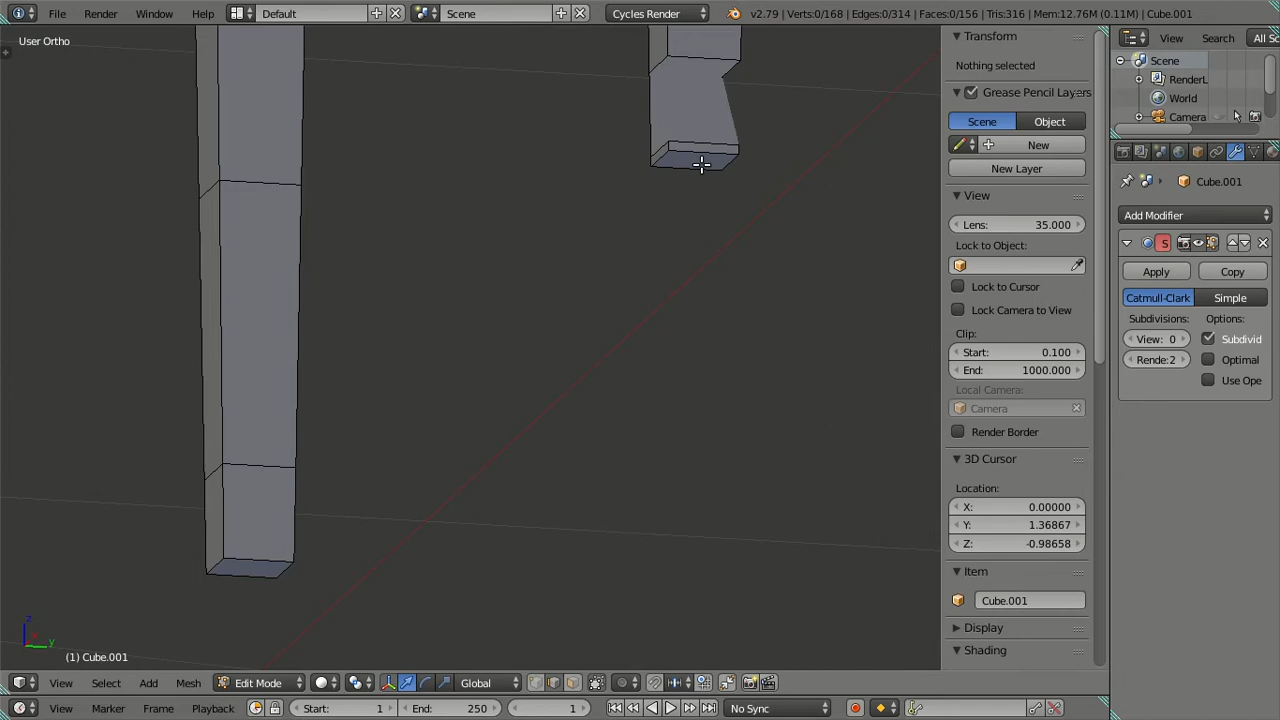 File Render Window Help Default Scene Cycles Render v2.79 | Verts:0/168 | Edges:0/314 | Faces:0/156 | Tris:316 | Mem:12.76M (0.11M) | Cube.001
User Ortho
Transform
Nothing selected
Grease Pencil Layers
Scene Object
New
New Layer
View
Lens: 35.000
Lock to Object:
Lock to Cursor
Lock Camera to View
Clip:
Start: 0.100
End: 1000.000
Local Camera:
Camera
Render Border
3D Cursor
Location:
X: 0.00000
Y: 1.36867
Z: -0.98658
Item
Cube.001
Display
Shading
View Search All Sc
Scene
RenderL
World
Camera
Cube.001
Add Modifier
S
Apply Copy
Catmull-Clark Simple
Subdivisions: Options:
View: 0 Subdivid
Rende:2 Optimal
Use Ope
z
x
y
(1) Cube.001
View Select Add Mesh Edit Mode Global
View Marker Frame Playback Start: 1 End: 250 1 No Sync